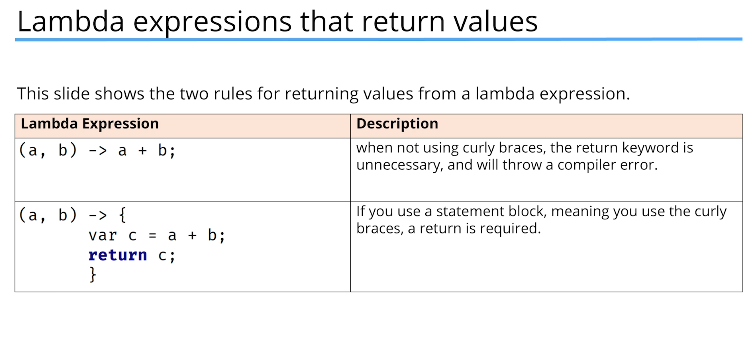 Lambda expressions that return values
This slide shows the two rules for returning values from a lambda expression.
Lambda Expression
Description
(a, b) -> a + b;
when not using curly braces, the return keyword is
unnecessary, and will throw a compiler error.
(a, b) -> {
var c = a + b;
return c;
}
If you use a statement block, meaning you use the curly
braces, a return is required.